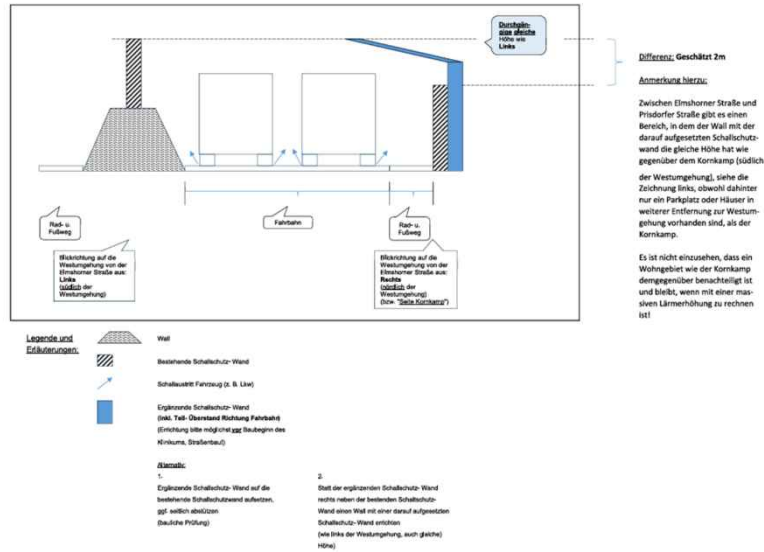 Durchgän-
gige gleiche
Höhe wie
Links
Differenz: Geschätzt 2m
Anmerkung hierzu:
Zwischen Elmshorner Straße und
Prisdorfer Straße gibt es einen
Bereich, in dem der Wall mit der
darauf aufgesetzten Schallschutz-
wand die gleiche Höhe hat wie
gegenüber dem Kornkamp (südlich
der Westumgehung), siehe die
Zeichnung links, obwohl dahinter
nur ein Parkplatz oder Häuser in
weiterer Entfernung zur Westum-
gehung vorhanden sind, als der
Kornkamp.
Es ist nicht einzusehen, dass ein
Wohngebiet wie der Kornkamp
demgegenüber benachteiligt ist
und bleibt, wenn mit einer mas-
siven Lärmerhöhung zu rechnen
ist!
Rad- u.
Fußweg
Fahrbahn
Rad- u.
Fußweg
Blickrichtung auf die
Westumgehung von der
Elmshorner Straße aus:
Links
(südlich der
Westumgehung)
Blickrichtung auf die
Westumgehung von der
Elmshorner Straße aus:
Rechts
(nördlich der
Westumgehung)
(bzw. "Seite Kornkamp")
Legende und
Erläuterungen:
Wall
Bestehende Schallschutz- Wand
Schallaustritt Fahrzeug (z. B. Lkw)
Ergänzende Schallschutz- Wand
(inkl. Teil- Überstand Richtung Fahrbahn)
(Errichtung bitte möglichst vor Baubeginn des
Klinikums, Straßenbau!)
Alternativ:
1.
Ergänzende Schallschutz- Wand auf die
bestehende Schallschutzwand aufsetzen,
ggf. seitlich abstützen
(bauliche Prüfung)
2.
Statt der ergänzenden Schallschutz- Wand
rechts neben der bestenden Schallschutz-
Wand einen Wall mit einer darauf aufgesetzten
Schallschutz- Wand errichten
(wie links der Westumgehung, auch gleiche)
Höhe)